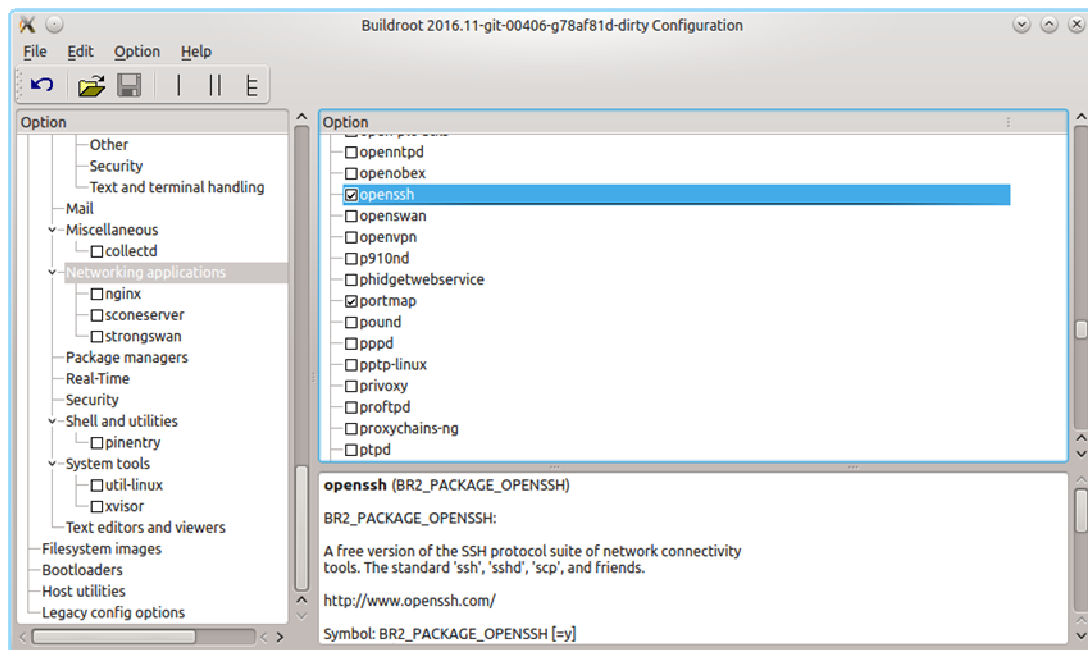 Buildroot 2016.11-git-00406-g78af81d-dirty Configuration
File Edit Option Help
Option
Other
Security
Text and terminal handling
Mail
Miscellaneous
collectd
Networking applications
nginx
sconeserver
strongswan
Package managers
Real-Time
Security
Shell and utilities
pinentry
System tools
util-linux
xvisor
Text editors and viewers
Filesystem images
Bootloaders
Host utilities
Legacy config options
Option
openntpd
openobex
openssh
openswan
openvpn
p910nd
phidgetwebservice
portmap
pound
pppd
pptp-linux
privoxy
proftpd
proxychains-ng
ptpd
openssh (BR2_PACKAGE_OPENSSH)
BR2_PACKAGE_OPENSSH:
A free version of the SSH protocol suite of network connectivity
tools. The standard 'ssh', 'sshd', 'scp', and friends.
http://www.openssh.com/
Symbol: BR2_PACKAGE_OPENSSH [=y]